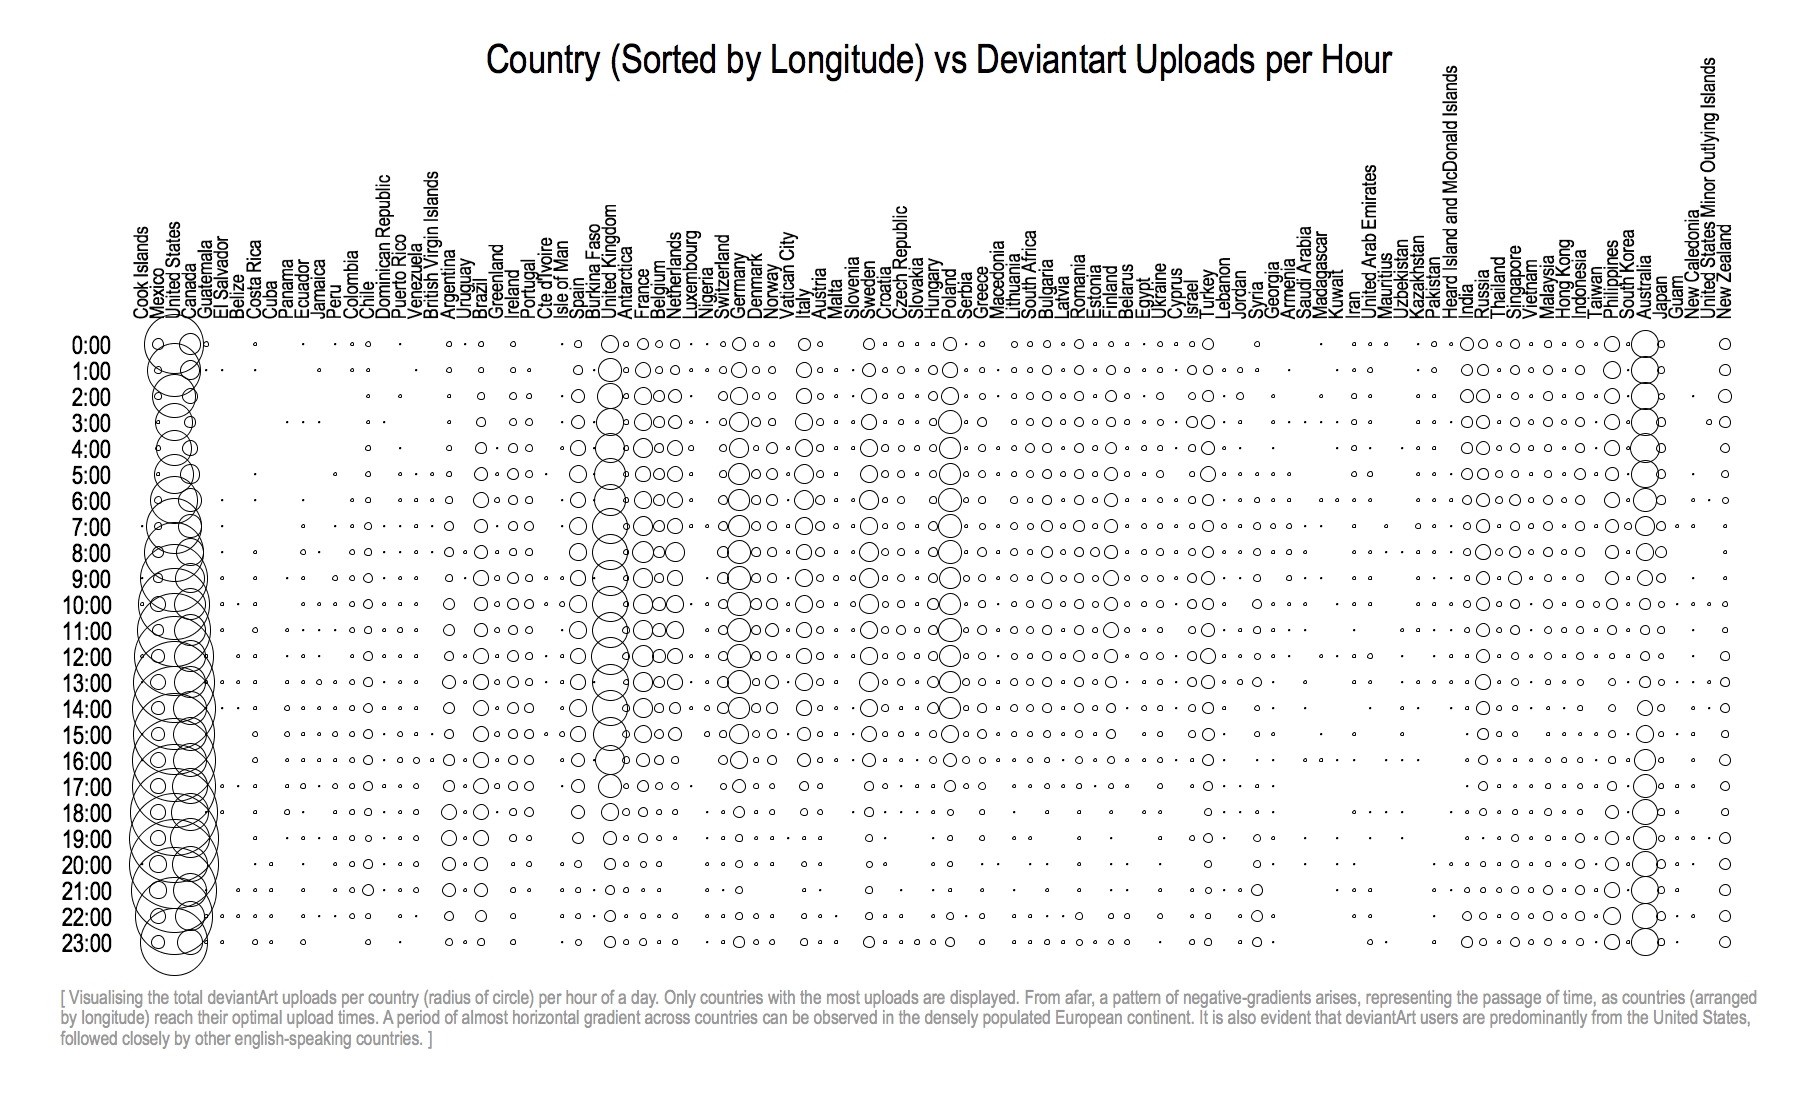 Country (Sorted by Longitude) vs Deviantart Uploads per Hour
Cook Islands
Mexico
United States
Canada
Guatemala
El Salvador
Belize
Costa Rica
Cuba
Panama
Ecuador
Jamaica
Peru
Colombia
Chile
Dominican Republic
Puerto Rico
Venezuela
British Virgin Islands
Argentina
Uruguay
Brazil
Greenland
Ireland
Portugal
Cte d'Ivoire
Isle of Man
Spain
Burkina Faso
United Kingdom
Antarctica
France
Belgium
Netherlands
Luxembourg
Nigeria
Switzerland
Germany
Denmark
Norway
Vatican City
Italy
Austria
Malta
Slovenia
Sweden
Croatia
Czech Republic
Slovakia
Hungary
Poland
Serbia
Greece
Macedonia
Lithuania
South Africa
Bulgaria
Latvia
Romania
Estonia
Finland
Belarus
Egypt
Ukraine
Cyprus
Israel
Turkey
Lebanon
Jordan
Syria
Georgia
Armenia
Saudi Arabia
Madagascar
Kuwait
Iran
United Arab Emirates
Mauritius
Uzbekistan
Kazakhstan
Pakistan
Heard Island and McDonald Islands
India
Russia
Thailand
Singapore
Vietnam
Malaysia
Hong Kong
Indonesia
Taiwan
Philippines
South Korea
Australia
Japan
Guam
New Caledonia
United States Minor Outlying Islands
New Zealand
0:00
1:00
2:00
3:00
4:00
5:00
6:00
7:00
8:00
9:00
10:00
11:00
12:00
13:00
14:00
15:00
16:00
17:00
18:00
19:00
20:00
21:00
22:00
23:00
[ Visualising the total deviantArt uploads per country (radius of circle) per hour of a day. Only countries with the most uploads are displayed. From afar, a pattern of negative-gradients arises, representing the passage of time, as countries (arranged
by longitude) reach their optimal upload times. A period of almost horizontal gradient across countries can be observed in the densely populated European continent. It is also evident that deviantArt users are predominantly from the United States,
followed closely by other english-speaking countries. ]